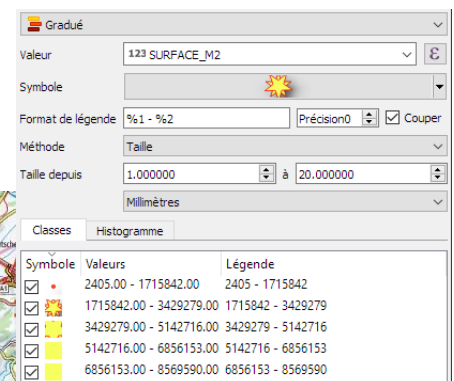 Gradué
Valeur 123 SURFACE_M2 ε
Symbole
Format de légende %1 - %2 Précision0 Couper
Méthode Taille
Taille depuis 1.000000 à 20.000000
Millimètres
Classes Histogramme
Symbole Valeurs Légende
2405.00 - 1715842.00 2405 - 1715842
1715842.00 - 3429279.00 1715842 - 3429279
3429279.00 - 5142716.00 3429279 - 5142716
5142716.00 - 6856153.00 5142716 - 6856153
6856153.00 - 8569590.00 6856153 - 8569590